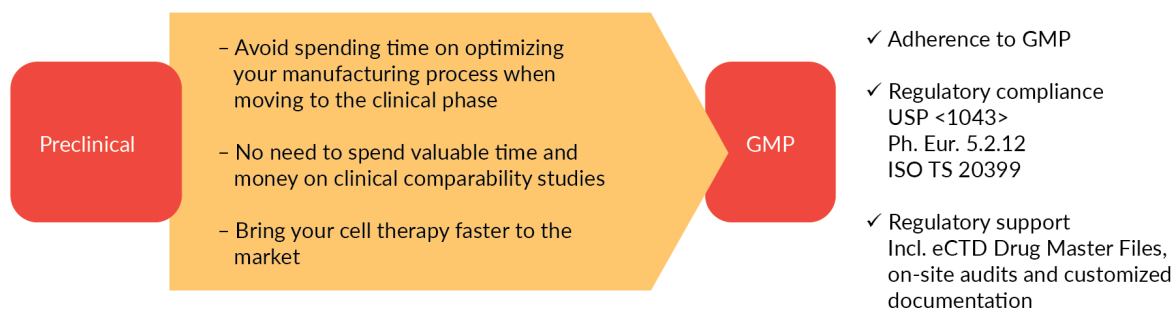 Preclinical
– Avoid spending time on optimizing
your manufacturing process when
moving to the clinical phase
– No need to spend valuable time and
money on clinical comparability studies
– Bring your cell therapy faster to the
market
GMP
✓ Adherence to GMP
✓ Regulatory compliance
USP <1043>
Ph. Eur. 5.2.12
ISO TS 20399
✓ Regulatory support
Incl. eCTD Drug Master Files,
on-site audits and customized
documentation